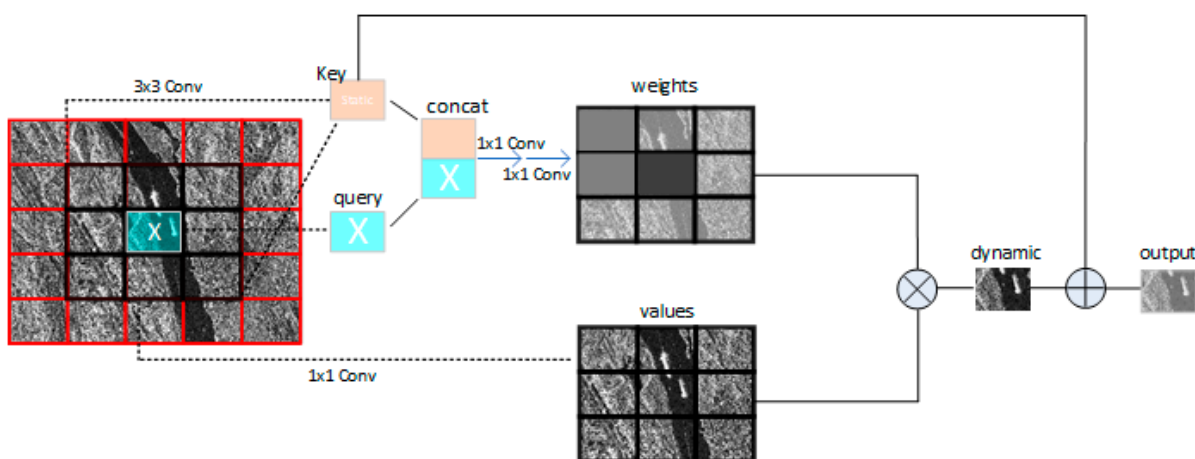 3x3 Conv
Key
Static
concat
weights
1x1 Conv
1x1 Conv
X
X
query
X
dynamic
output
values
1x1 Conv